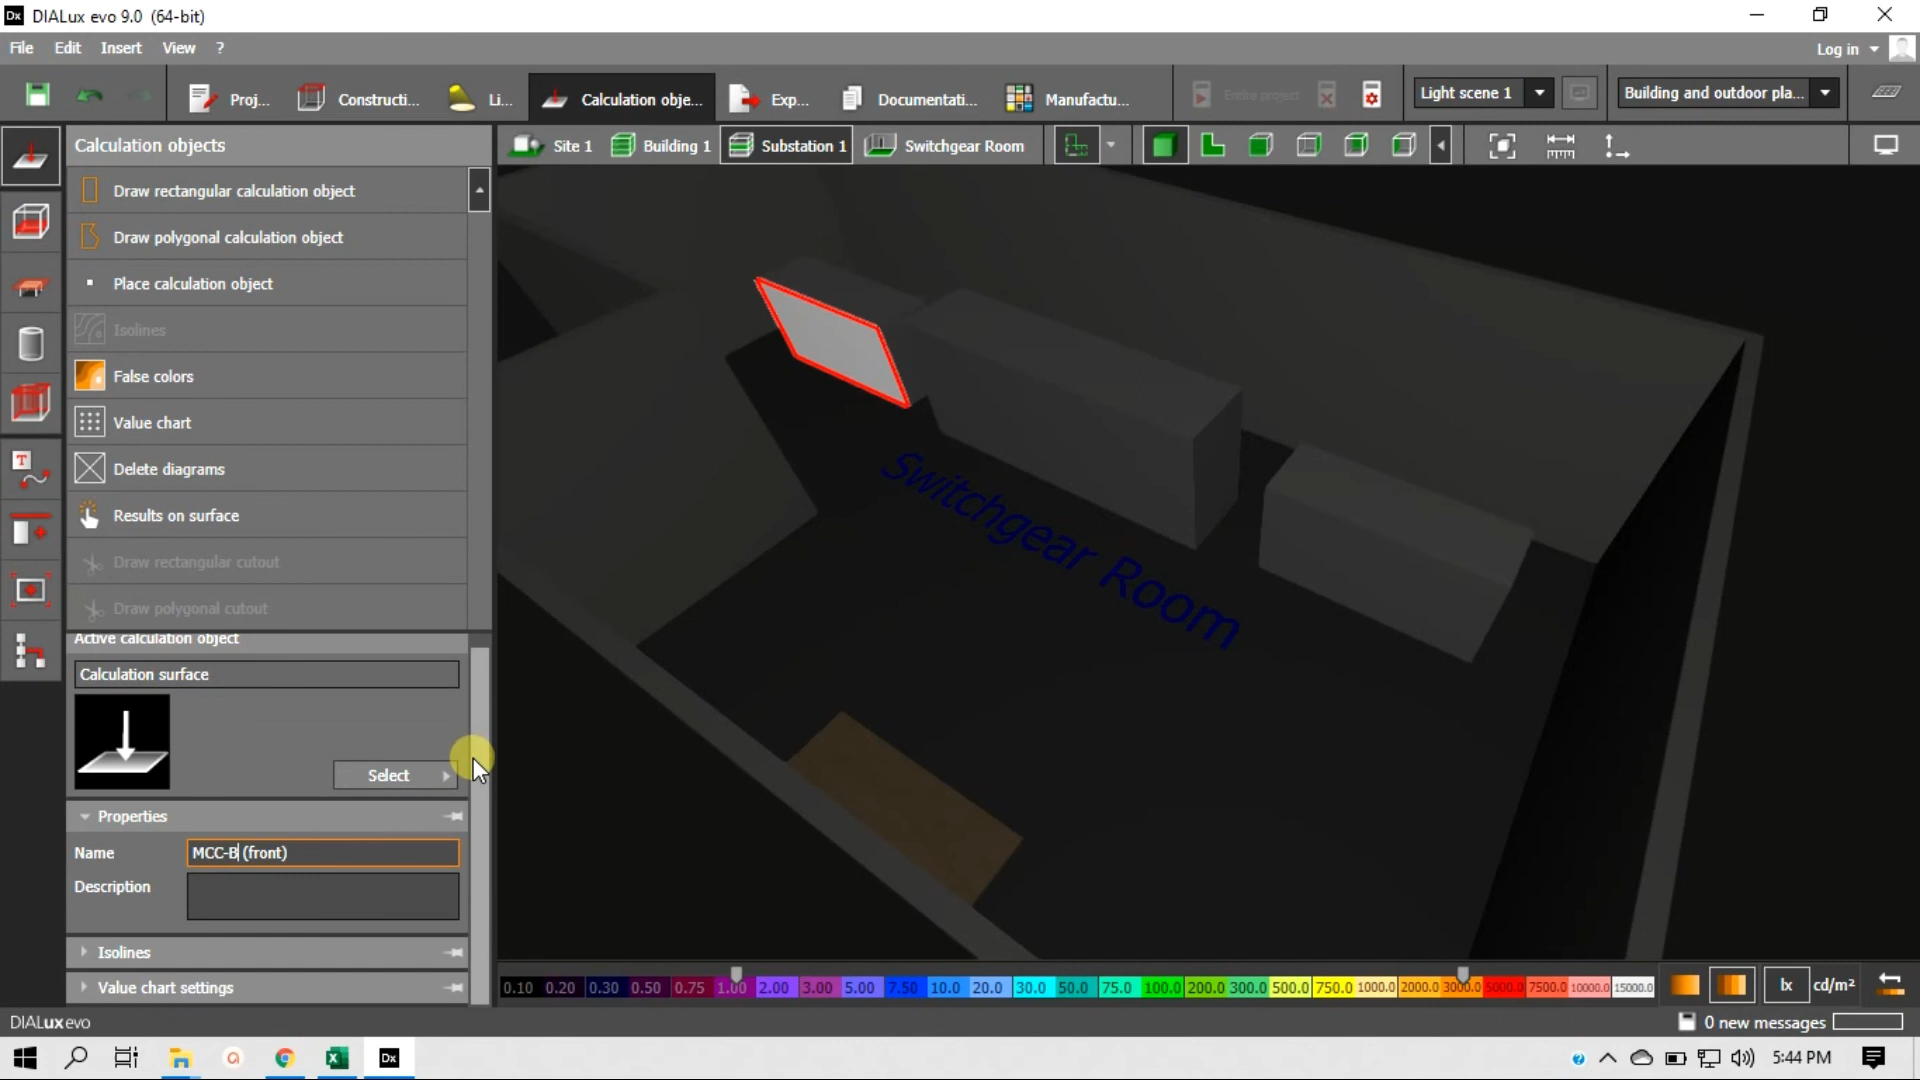 DIALux evo 9.0 (64-bit)
File Edit Insert View ?
Log in
Proj... Constructi... Li... Calculation obje... Exp... Documentati... Manufactu... Entire project Light scene 1 Building and outdoor pla...
Calculation objects
Site 1 Building 1 Substation 1 Switchgear Room
Draw rectangular calculation object
Draw polygonal calculation object
Place calculation object
Isolines
False colors
Value chart
Delete diagrams
Results on surface
Draw rectangular cutout
Draw polygonal cutout
Active calculation object
Calculation surface
Select
Properties
Name MCC-B (front)
Description
Isolines
Value chart settings
Switchgear Room
0.10 0.20 0.30 0.50 0.75 1.00 2.00 3.00 5.00 7.50 10.0 20.0 30.0 50.0 75.0 100.0 200.0 300.0 500.0 750.0 1000.0 2000.0 3000.0 5000.0 7500.0 10000.0 15000.0 lx cd/m²
DIALux evo
0 new messages
Dx
5:44 PM